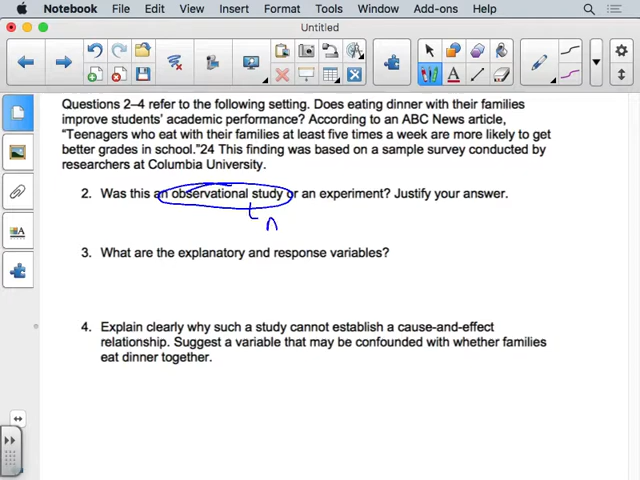 Notebook File Edit View Insert Format Tools Window Add-ons Help
Untitled
Questions 2–4 refer to the following setting. Does eating dinner with their families
improve students' academic performance? According to an ABC News article,
“Teenagers who eat with their families at least five times a week are more likely to get
better grades in school.”24 This finding was based on a sample survey conducted by
researchers at Columbia University.
2. Was this an observational study or an experiment? Justify your answer.
n
3. What are the explanatory and response variables?
4. Explain clearly why such a study cannot establish a cause-and-effect
relationship. Suggest a variable that may be confounded with whether families
eat dinner together.